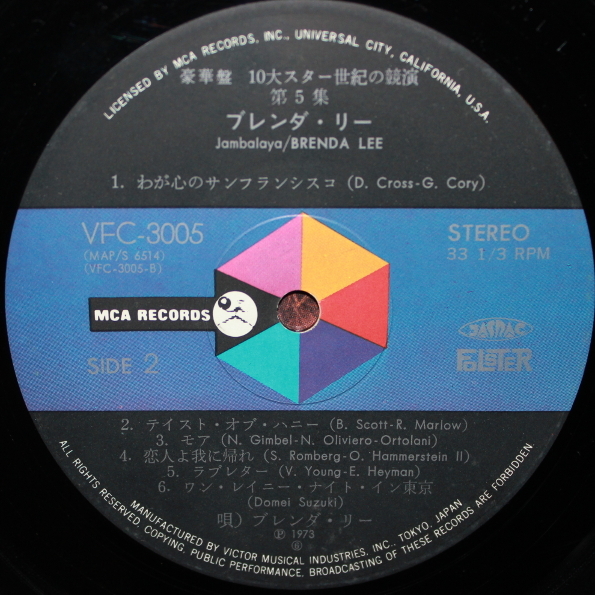 LICENSED BY MCA RECORDS, INC., UNIVERSAL CITY, CALIFORNIA, U.S.A.
豪華盤 10大スター世紀の競演
第5集
ブレンダ・リー
Jambalaya/BRENDA LEE
1. わが心のサンフランシスコ (D. Cross-G. Cory)
VFC-3005
(MAP/S 6514)
(VFC-3005-B)
STEREO
33 1/3 RPM
MCA RECORDS
SIDE 2
JASRAC
2. テイスト・オブ・ハニー (B. Scott-R. Marlow)
3. モア (N. Gimbel-N. Oliviero-Ortolani)
4. 恋人よ我に帰れ (S. Romberg-O. Hammerstein II)
5. ラブレター (V. Young-E. Heyman)
6. ワン・レイニー・ナイト・イン東京
(Domei Suzuki)
唄) ブレンダ・リー
Ⓟ 1973
MANUFACTURED BY VICTOR MUSICAL INDUSTRIES, INC. TOKYO, JAPAN
ALL RIGHTS RESERVED. COPYING, PUBLIC PERFORMANCE, BROADCASTING OF THESE RECORDS ARE FORBIDDEN.